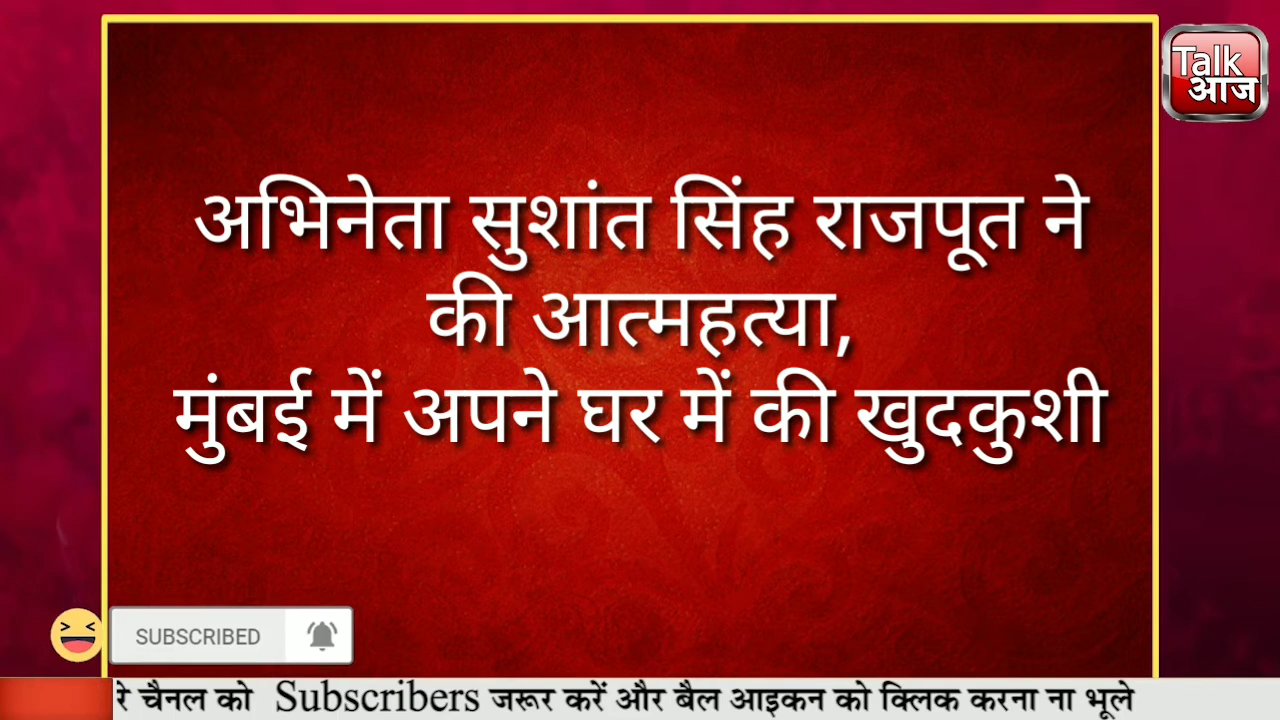 Talk
आज
अभिनेता सुशांत सिंह राजपूत ने
की आत्महत्या,
मुंबई में अपने घर में की खुदकुशी
SUBSCRIBED
रे चैनल को Subscribers जरूर करें और बैल आइकन को क्लिक करना ना भूले